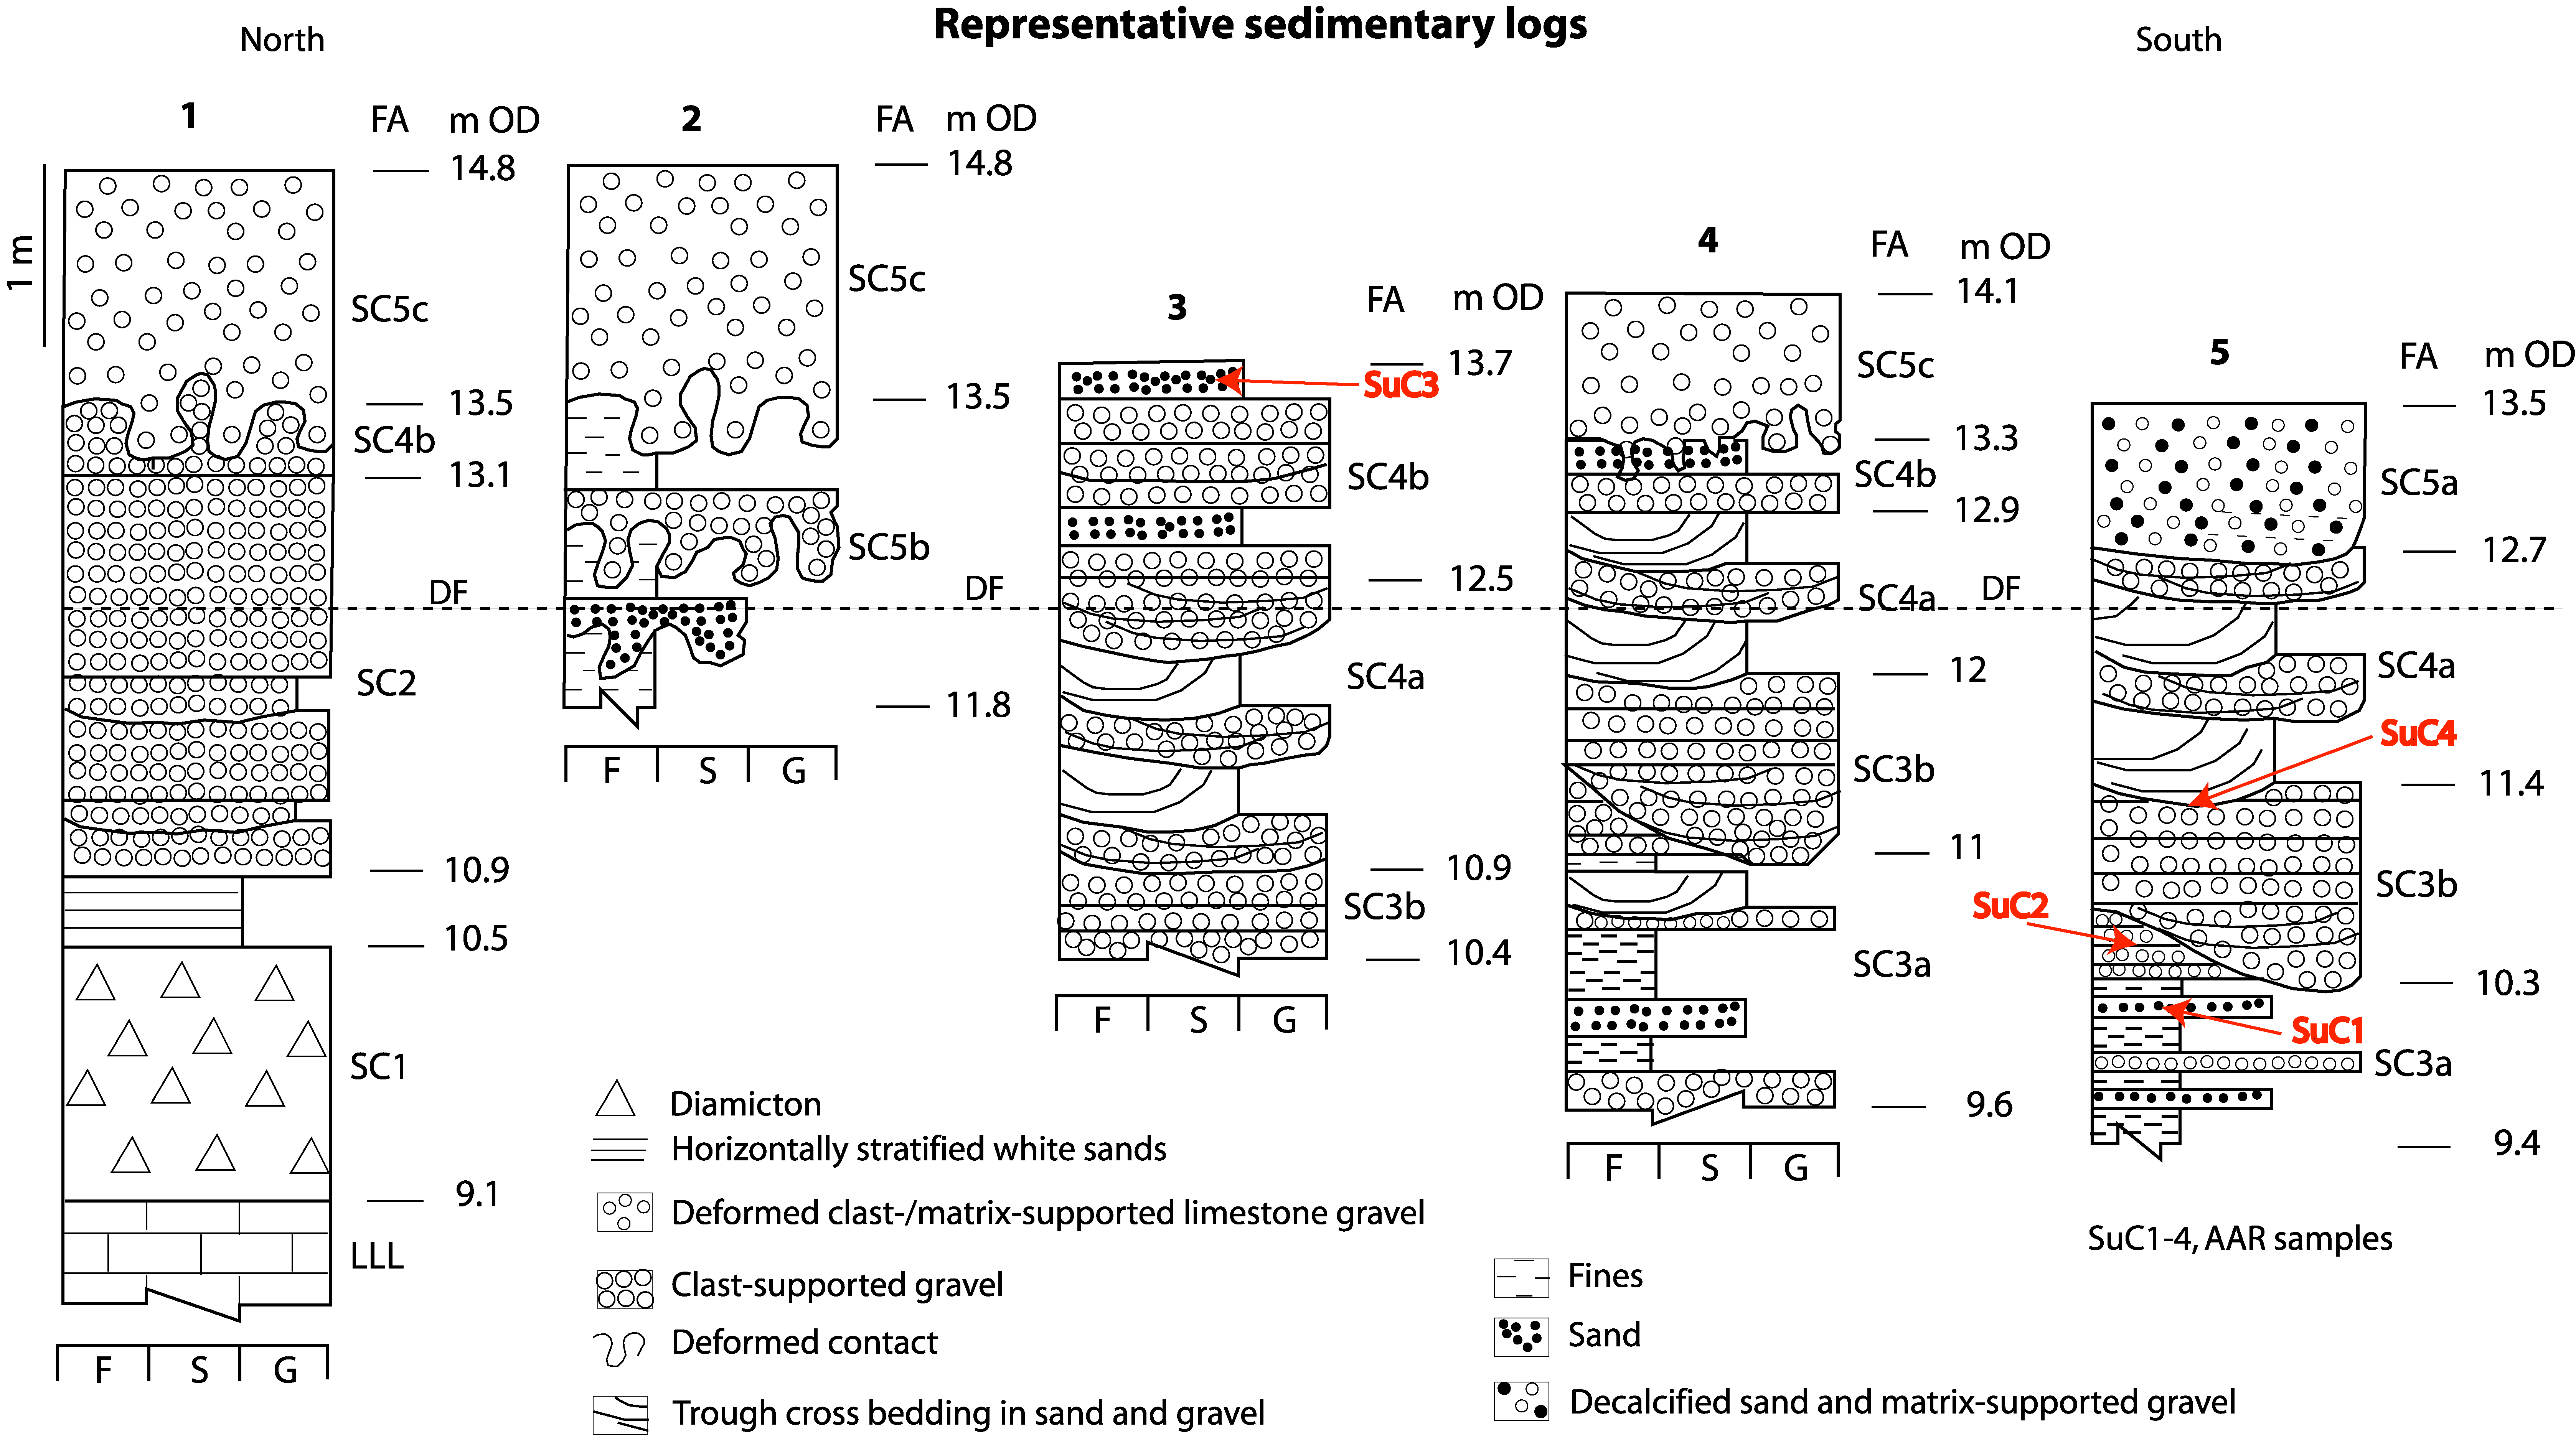 Representative sedimentary logs
North
South
1
FA
m OD
14.8
1 m
SC5c
13.5
SC4b
13.1
DF
SC2
10.9
10.5
SC1
9.1
LLL
F S G
2
FA
m OD
14.8
SC5c
13.5
SC5b
DF
11.8
F S G
3
FA
m OD
13.7
SuC3
SC4b
12.5
SC4a
10.9
SC3b
10.4
F S G
4
FA
m OD
14.1
SC5c
13.3
SC4b
12.9
SC4a
DF
12
SC3b
11
SC3a
9.6
F S G
5
FA
m OD
13.5
SC5a
12.7
SC4a
SuC4
11.4
SC3b
SuC2
10.3
SuC1
SC3a
9.4
SuC1-4, AAR samples
Diamicton
Horizontally stratified white sands
Deformed clast-/matrix-supported limestone gravel
Clast-supported gravel
Deformed contact
Trough cross bedding in sand and gravel
Fines
Sand
Decalcified sand and matrix-supported gravel